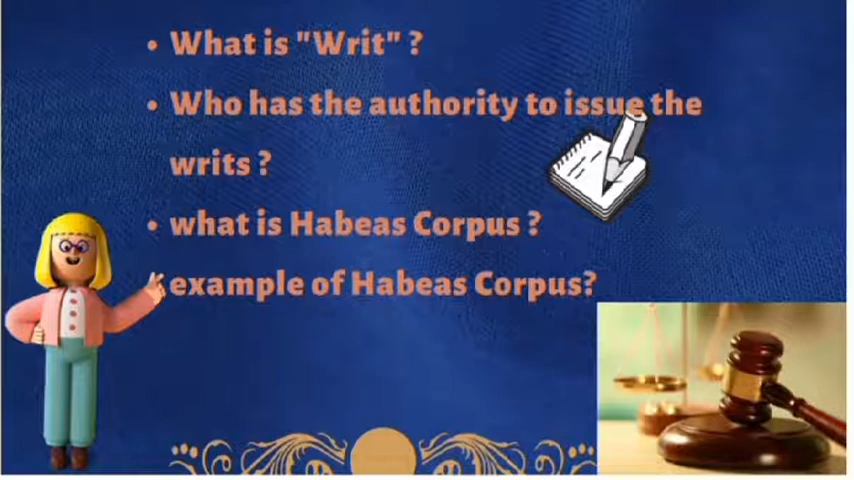 • What is "Writ" ?
• Who has the authority to issue the
writs ?
• what is Habeas Corpus ?
example of Habeas Corpus?